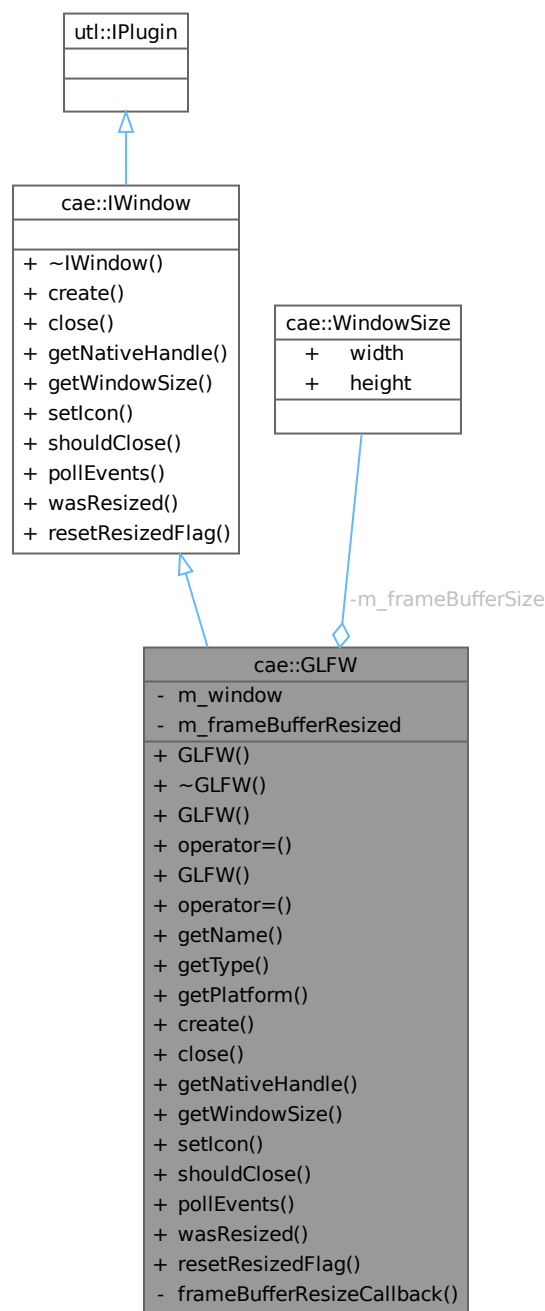 utl::IPlugin
cae::IWindow
+ ~IWindow()
+ create()
+ close()
+ getNativeHandle()
+ getWindowSize()
+ setIcon()
+ shouldClose()
+ pollEvents()
+ wasResized()
+ resetResizedFlag()
cae::WindowSize
+ width
+ height
-m_frameBufferSize
cae::GLFW
- m_window
- m_frameBufferResized
+ GLFW()
+ ~GLFW()
+ GLFW()
+ operator=()
+ GLFW()
+ operator=()
+ getName()
+ getType()
+ getPlatform()
+ create()
+ close()
+ getNativeHandle()
+ getWindowSize()
+ setIcon()
+ shouldClose()
+ pollEvents()
+ wasResized()
+ resetResizedFlag()
- frameBufferResizeCallback()